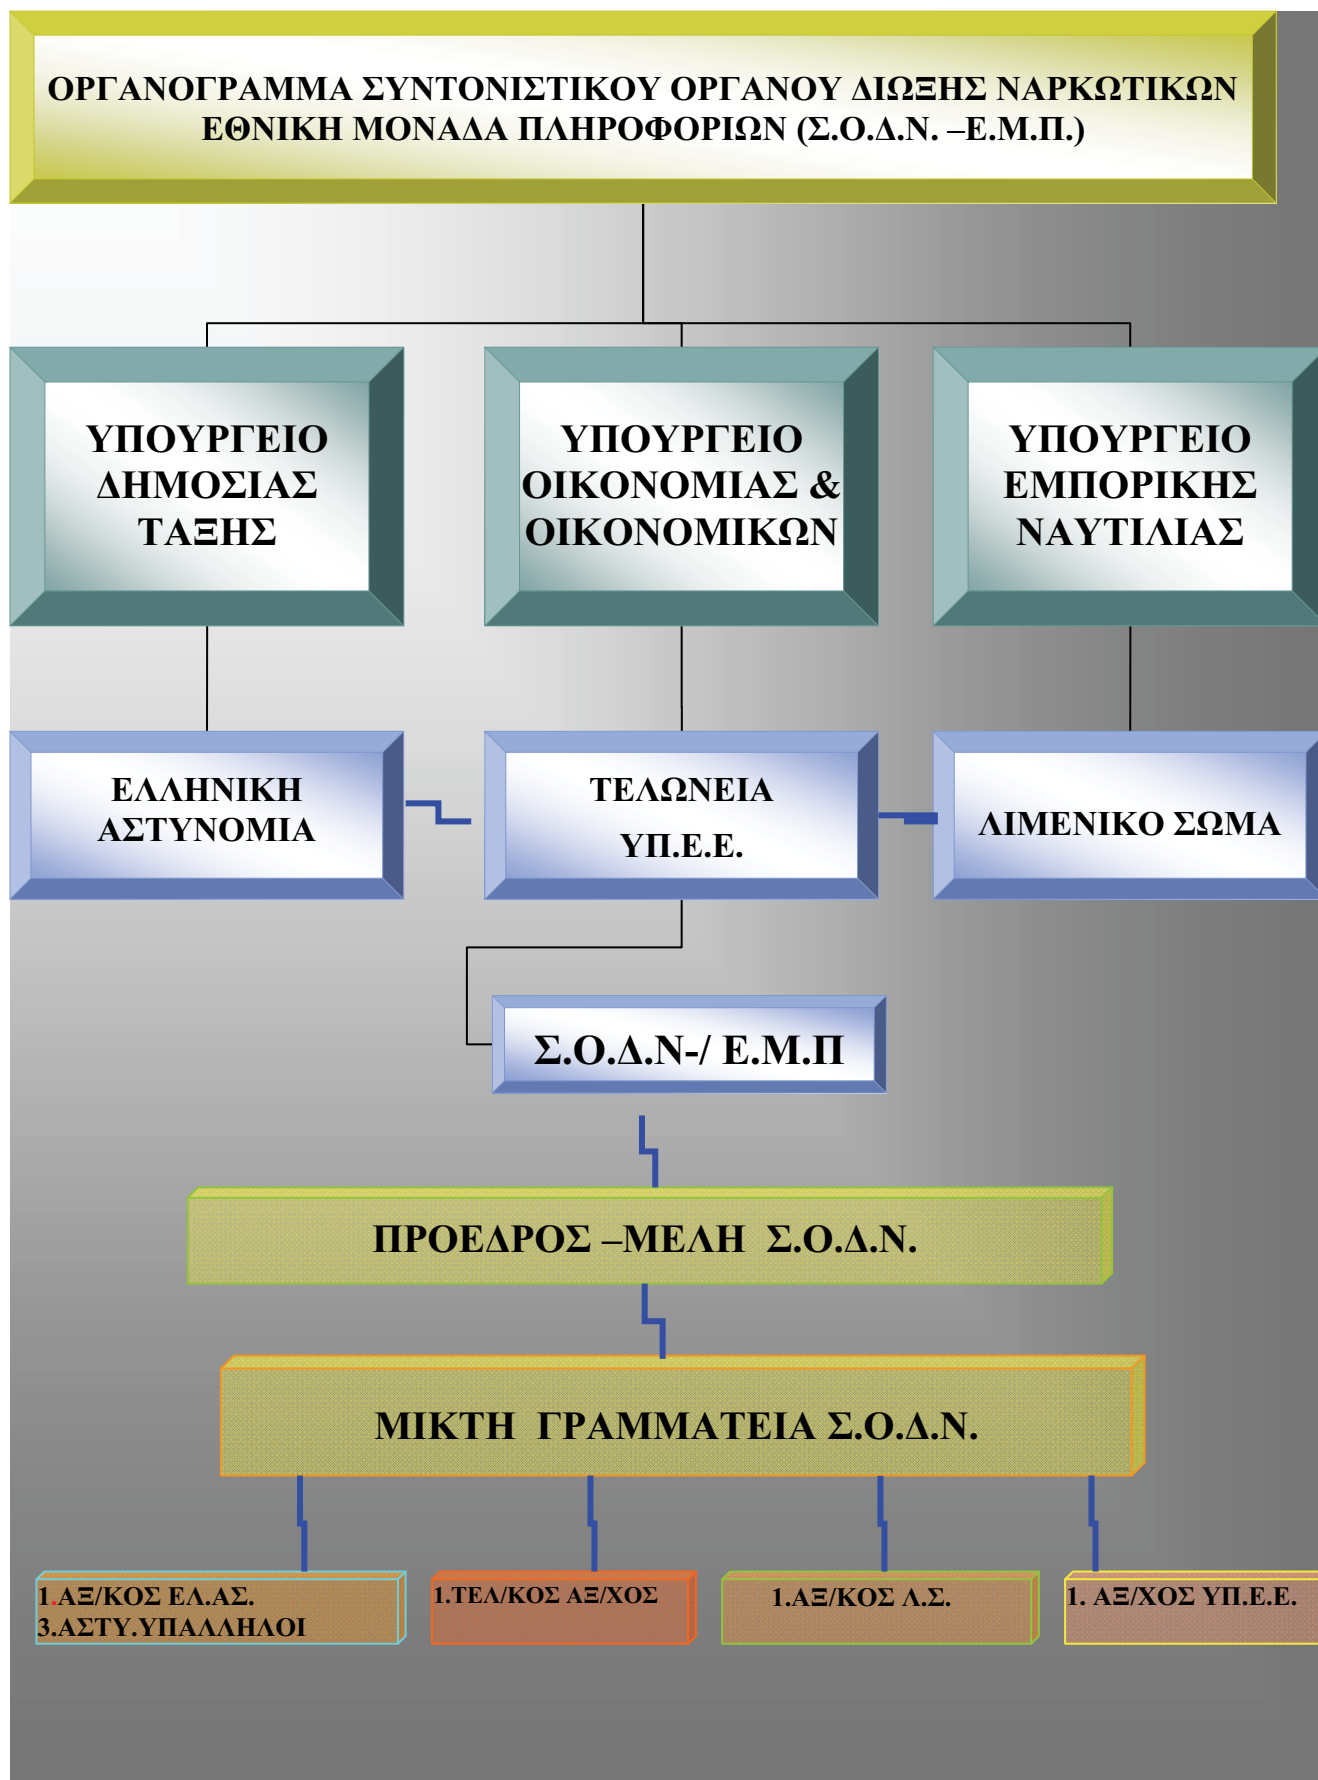 ΟΡΓΑΝΟΓΡΑΜΜΑ ΣΥΝΤΟΝΙΣΤΙΚΟΥ ΟΡΓΑΝΟΥ ΔΙΩΞΗΣ ΝΑΡΚΩΤΙΚΩΝ
ΕΘΝΙΚΗ ΜΟΝΑΔΑ ΠΛΗΡΟΦΟΡΙΩΝ (Σ.Ο.Δ.Ν. –Ε.Μ.Π.)
ΥΠΟΥΡΓΕΙΟ
ΔΗΜΟΣΙΑΣ
ΤΑΞΗΣ
ΥΠΟΥΡΓΕΙΟ
ΟΙΚΟΝΟΜΙΑΣ &
ΟΙΚΟΝΟΜΙΚΩΝ
ΥΠΟΥΡΓΕΙΟ
ΕΜΠΟΡΙΚΗΣ
ΝΑΥΤΙΛΙΑΣ
ΕΛΛΗΝΙΚΗ
ΑΣΤΥΝΟΜΙΑ
ΤΕΛΩΝΕΙΑ
ΥΠ.Ε.Ε.
ΛΙΜΕΝΙΚΟ ΣΩΜΑ
Σ.Ο.Δ.Ν-/ Ε.Μ.Π
ΠΡΟΕΔΡΟΣ –ΜΕΛΗ Σ.Ο.Δ.Ν.
ΜΙΚΤΗ ΓΡΑΜΜΑΤΕΙΑ Σ.Ο.Δ.Ν.
1.ΑΞ/ΚΟΣ ΕΛ.ΑΣ.
3.ΑΣΤΥ.ΥΠΑΛΛΗΛΟΙ
1.ΤΕΛ/ΚΟΣ ΑΞ/ΧΟΣ
1.ΑΞ/ΚΟΣ Λ.Σ.
1. ΑΞ/ΧΟΣ ΥΠ.Ε.Ε.